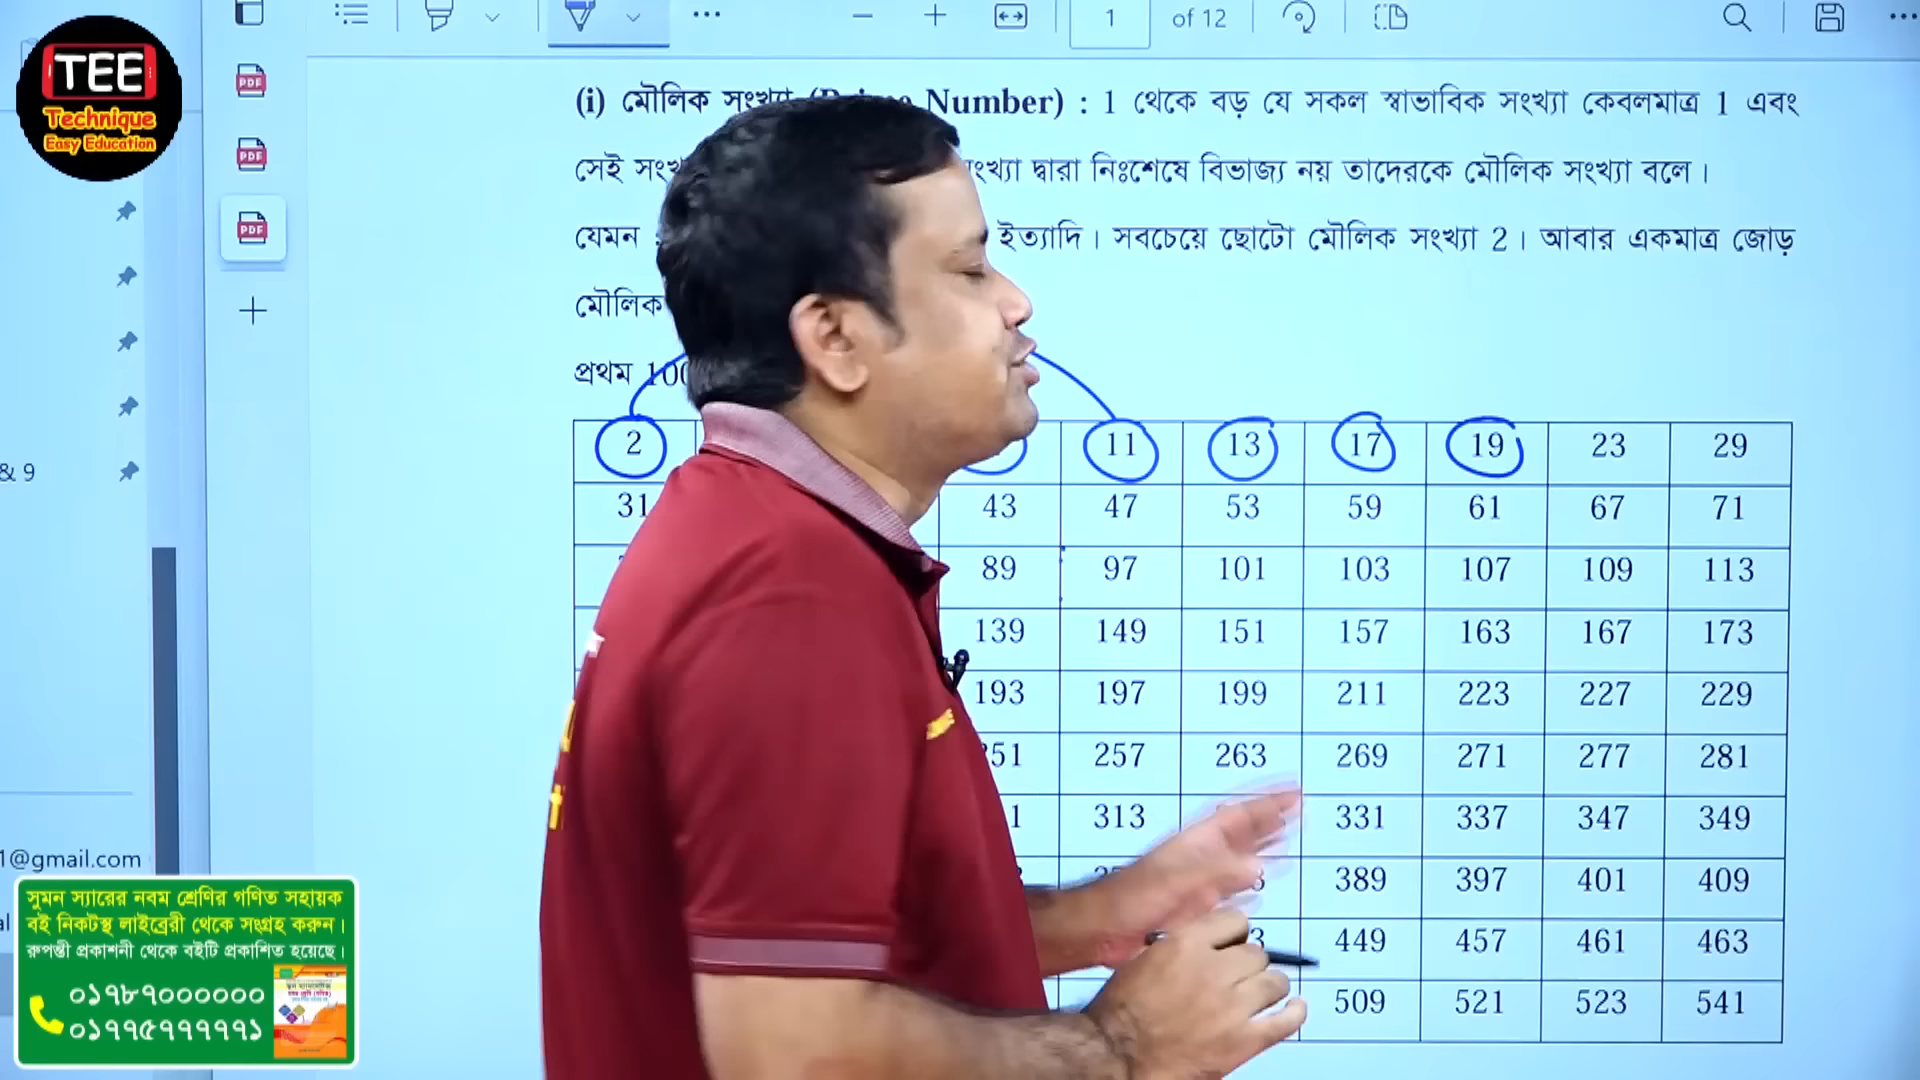 TEE
Technique
Easy Education
1 of 12
PDF
PDF
PDF
(i) মৌলিক সংখ্যা Number) : 1 থেকে বড় যে সকল স্বাভাবিক সংখ্যা কেবলমাত্র 1 এবং
সেই দ্বারা নিঃশেষে বিভাজ্য নয় তাদেরকে মৌলিক সংখ্যা বলে।
যেমন : ইত্যাদি। সবচেয়ে ছোটো মৌলিক সংখ্যা 2। আবার একমাত্র জোড়
মৌলিক
প্রথম 100
2 11 13 17 19 23 29
31 43 47 53 59 61 67 71
89 97 101 103 107 109 113
139 149 151 157 163 167 173
193 197 199 211 223 227 229
257 263 269 271 277 281
313 331 337 347 349
389 397 401 409
449 457 461 463
509 521 523 541
& 9
1@gmail.com
সুমন স্যারের নবম শ্রেণির গণিত সহায়ক
বই নিকটস্থ লাইব্রেরী থেকে সংগ্রহ করুন।
রুপন্তী প্রকাশনী থেকে বইটি প্রকাশিত হয়েছে।
০১৭৮৭০০০০০০
০১৭৭৫৭৭৭৭৭১